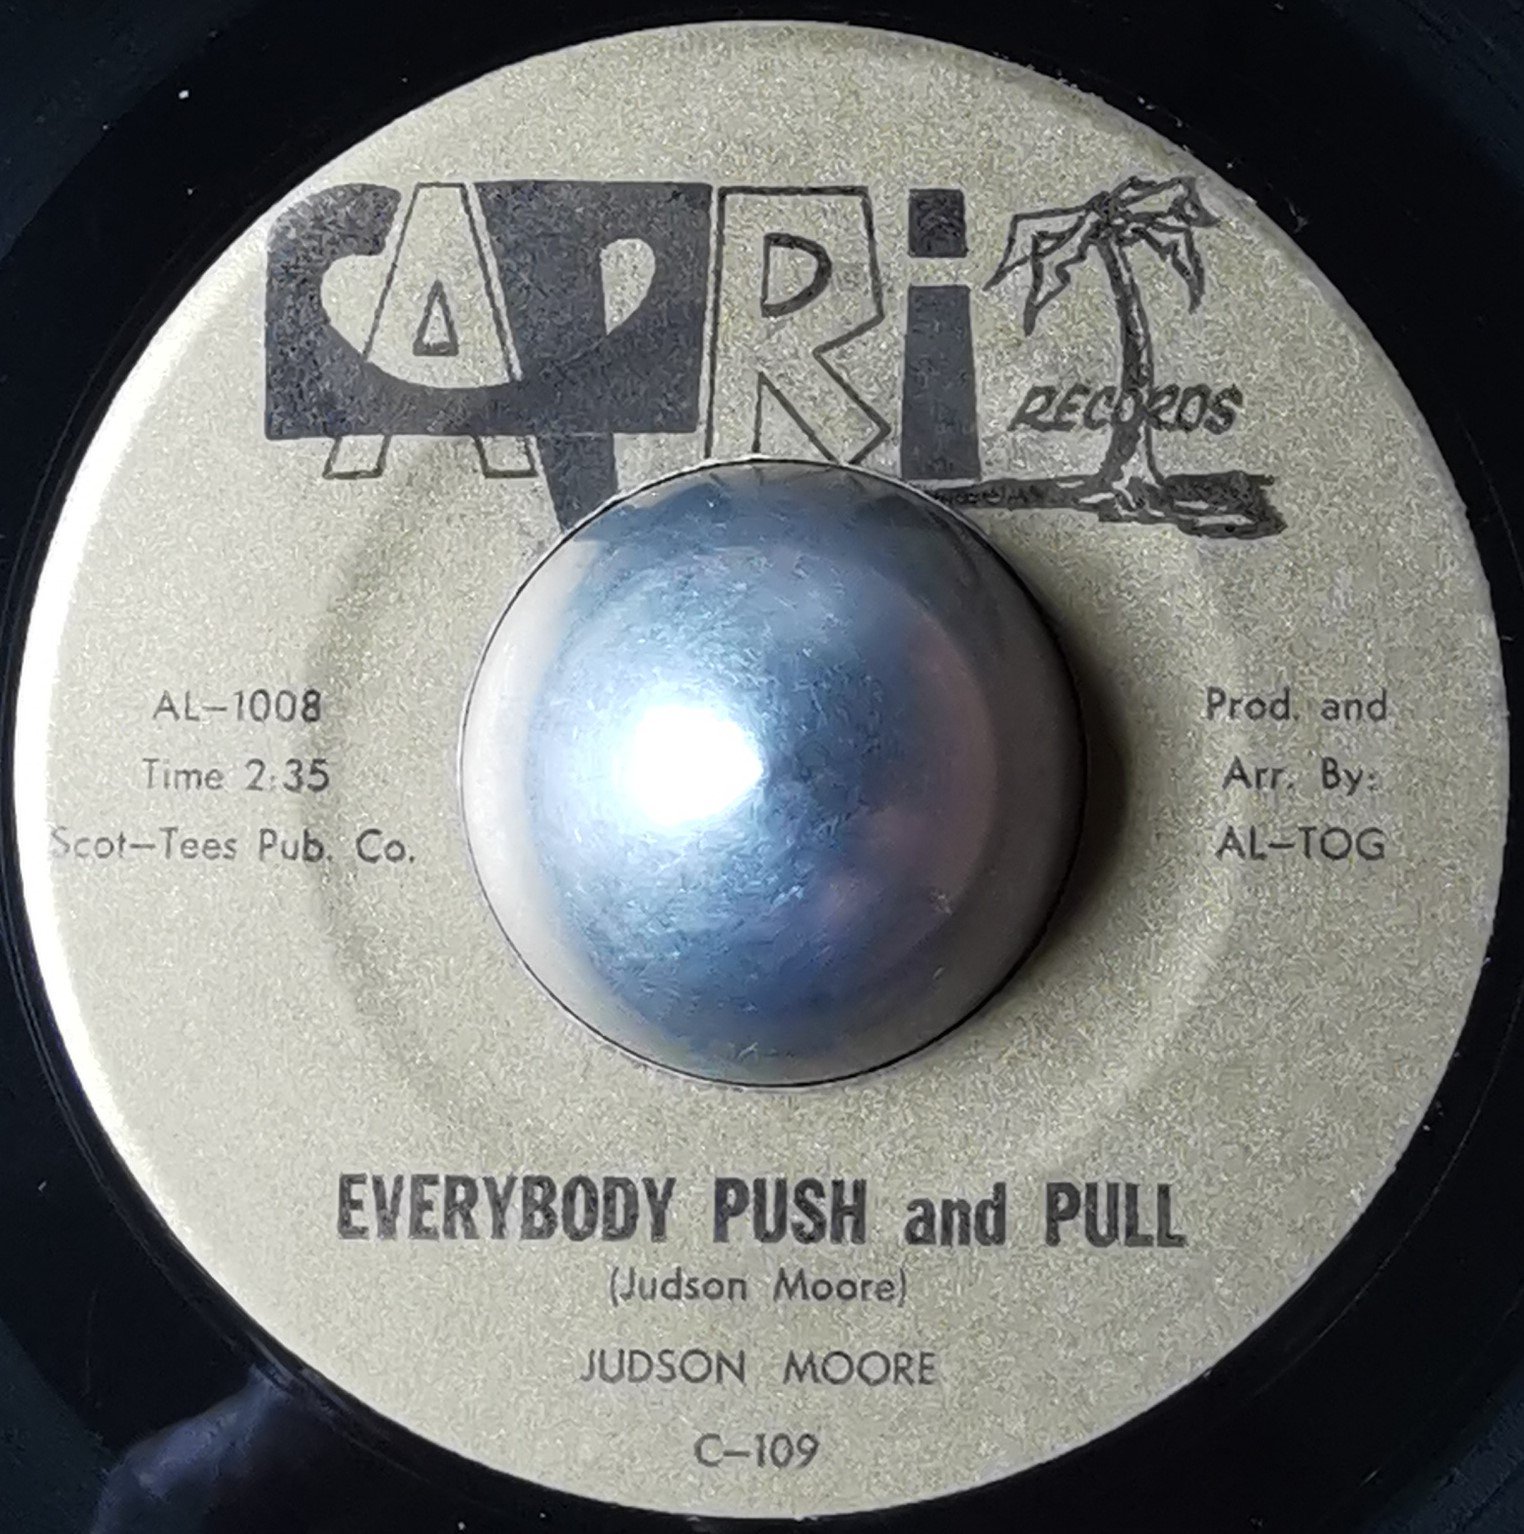 CAPRi
RECORDS
AL-1008
Time 2:35
Scot-Tees Pub. Co.
Prod. and
Arr. By:
AL-TOG
EVERYBODY PUSH and PULL
(Judson Moore)
JUDSON MOORE
C-109